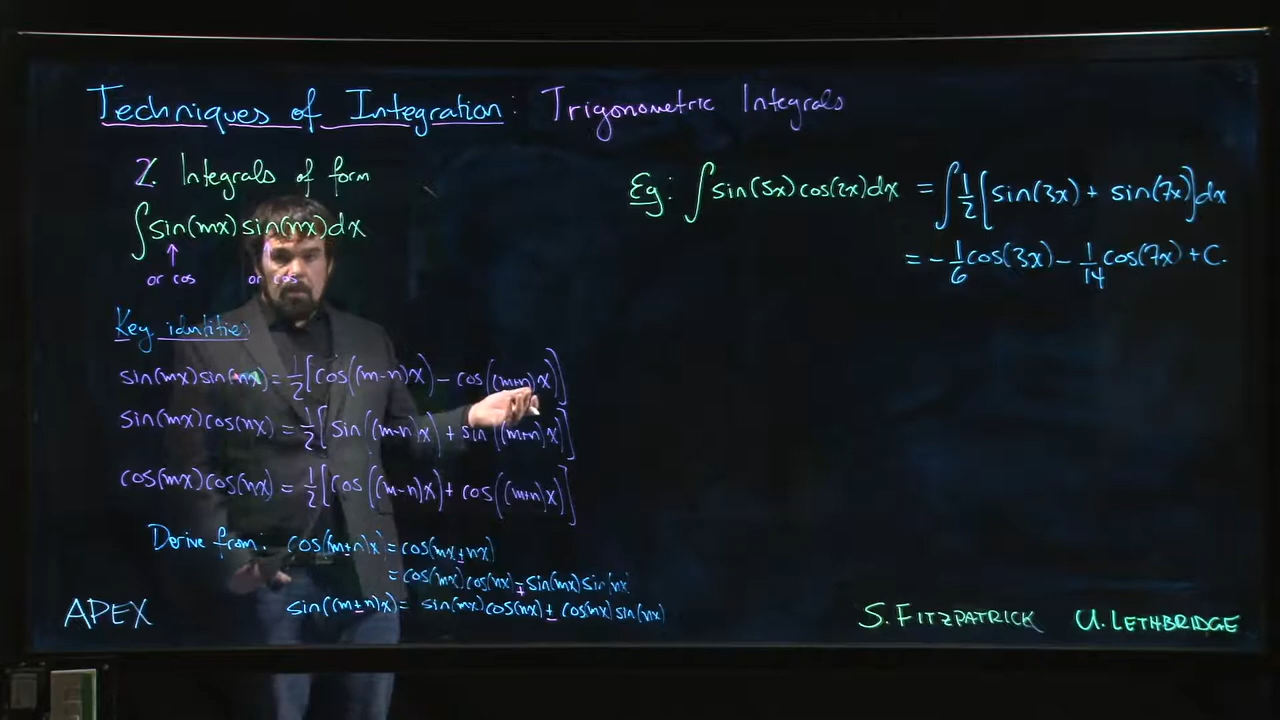 Techniques of Integration: Trigonometric Integrals
2. Integrals of form
∫sin(mx)sin(nx)dx
↑
or cos or cos
Key identities
sin(mx)sin(nx) = 1/2[cos((m-n)x) - cos((m+n)x)]
sin(mx)cos(nx) = 1/2[sin((m-n)x) + sin((m+n)x)]
cos(mx)cos(nx) = 1/2[cos((m-n)x) + cos((m+n)x)]
Derive from: cos((m±n)x) = cos(mx±nx)
= cos(mx)cos(nx) ∓ sin(mx)sin(nx)
sin((m±n)x) = sin(mx)cos(nx) ± cos(mx)sin(nx)
Eg: ∫sin(5x)cos(2x)dx = ∫1/2[sin(3x) + sin(7x)]dx
= -1/6cos(3x) - 1/14cos(7x) + C.
APEX
S. FITZPATRICK U. LETHBRIDGE